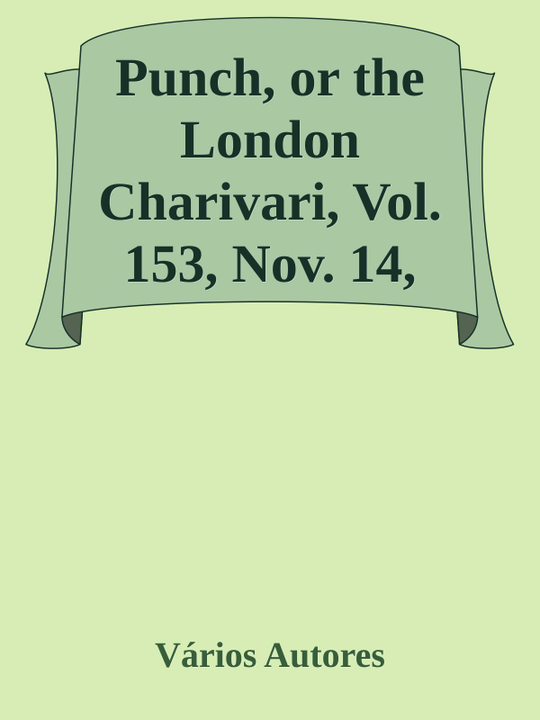 Punch, or the
London
Charivari, Vol.
153, Nov. 14,
Vários Autores